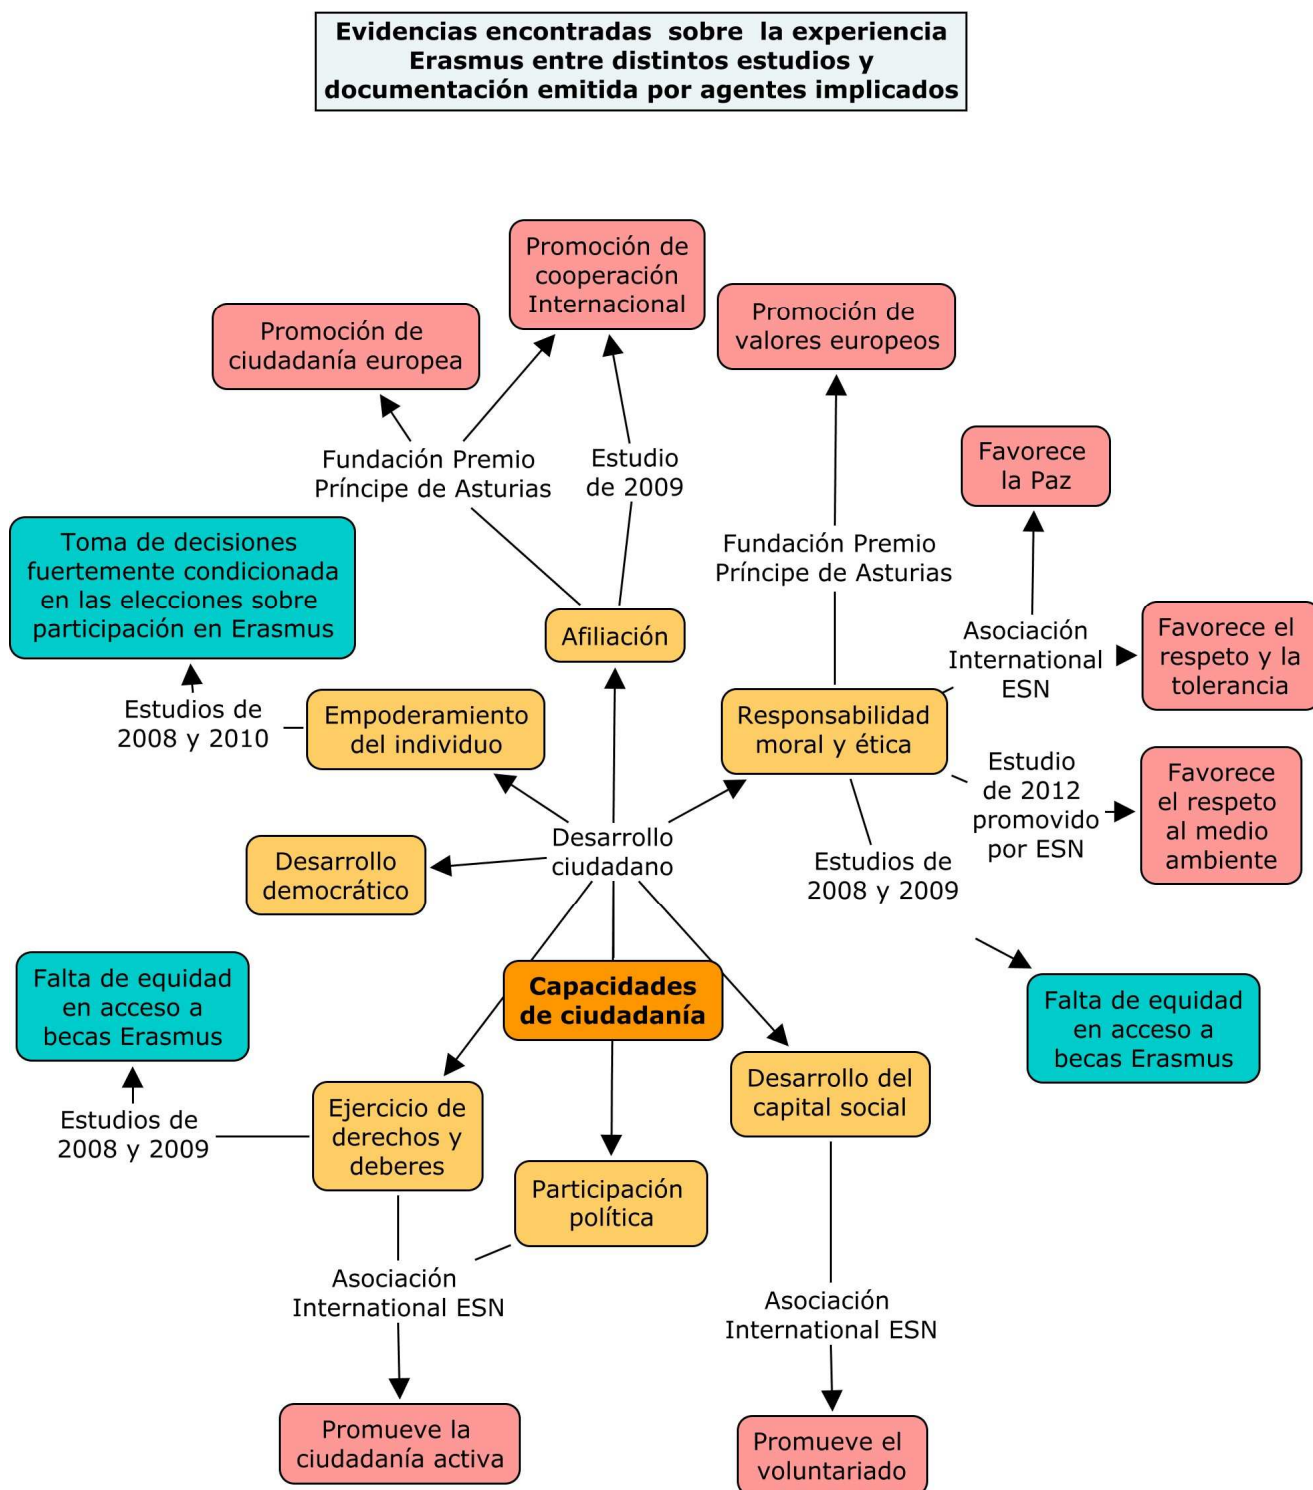 Evidencias encontradas sobre la experiencia
Erasmus entre distintos estudios y
documentación emitida por agentes implicados
Promoción de
cooperación
Internacional
Promoción de
ciudadanía europea
Promoción de
valores europeos
Fundación Premio
Príncipe de Asturias
Estudio
de 2009
Favorece
la Paz
Toma de decisiones
fuertemente condicionada
en las elecciones sobre
participación en Erasmus
Fundación Premio
Príncipe de Asturias
Afiliación
Asociación
International
ESN
Favorece el
respeto y la
tolerancia
Estudios de
2008 y 2010
Empoderamiento
del individuo
Responsabilidad
moral y ética
Estudio
de 2012
promovido
por ESN
Favorece
el respeto
al medio
ambiente
Desarrollo
democrático
Desarrollo
ciudadano
Estudios de
2008 y 2009
Falta de equidad
en acceso a
becas Erasmus
Capacidades
de ciudadanía
Falta de equidad
en acceso a
becas Erasmus
Estudios de
2008 y 2009
Ejercicio de
derechos y
deberes
Desarrollo del
capital social
Participación
política
Asociación
International ESN
Asociación
International ESN
Promueve la
ciudadanía activa
Promueve el
voluntariado